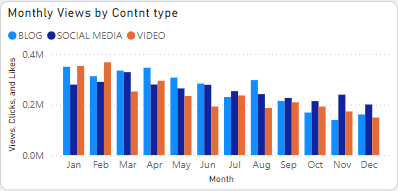 Monthly Views by Contnt type
BLOG SOCIAL MEDIA VIDEO
Views, Clicks, and Likes
0.4M
0.2M
0.0M
Jan Feb Mar Apr May Jun Jul Aug Sep Oct Nov Dec
Month